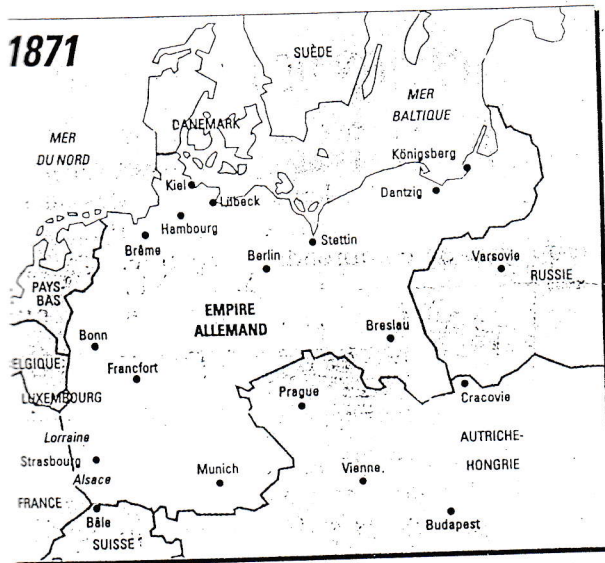 1871
SUÈDE
MER
BALTIQUE
MER
DU NORD
DANEMARK
Königsberg
Kiel
Dantzig
Lübeck
Hambourg
Stettin
Brême
Berlin
Varsovie
RUSSIE
PAYS-
BAS
EMPIRE
ALLEMAND
Bonn
Breslau
ELGIQUE
Francfort
LUXEMBOURG
Prague
Cracovie
Lorraine
AUTRICHE-
HONGRIE
Strasbourg
Alsace
Munich
Vienne
FRANCE
Bâle
Budapest
SUISSE